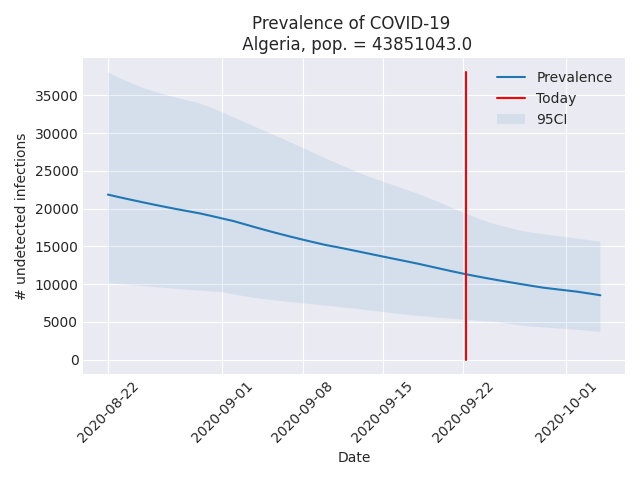 Prevalence of COVID-19
Algeria, pop. = 43851043.0
Prevalence
Today
95CI
# undetected infections
35000
30000
25000
20000
15000
10000
5000
0
2020-08-22
2020-09-01
2020-09-08
2020-09-15
2020-09-22
2020-10-01
Date